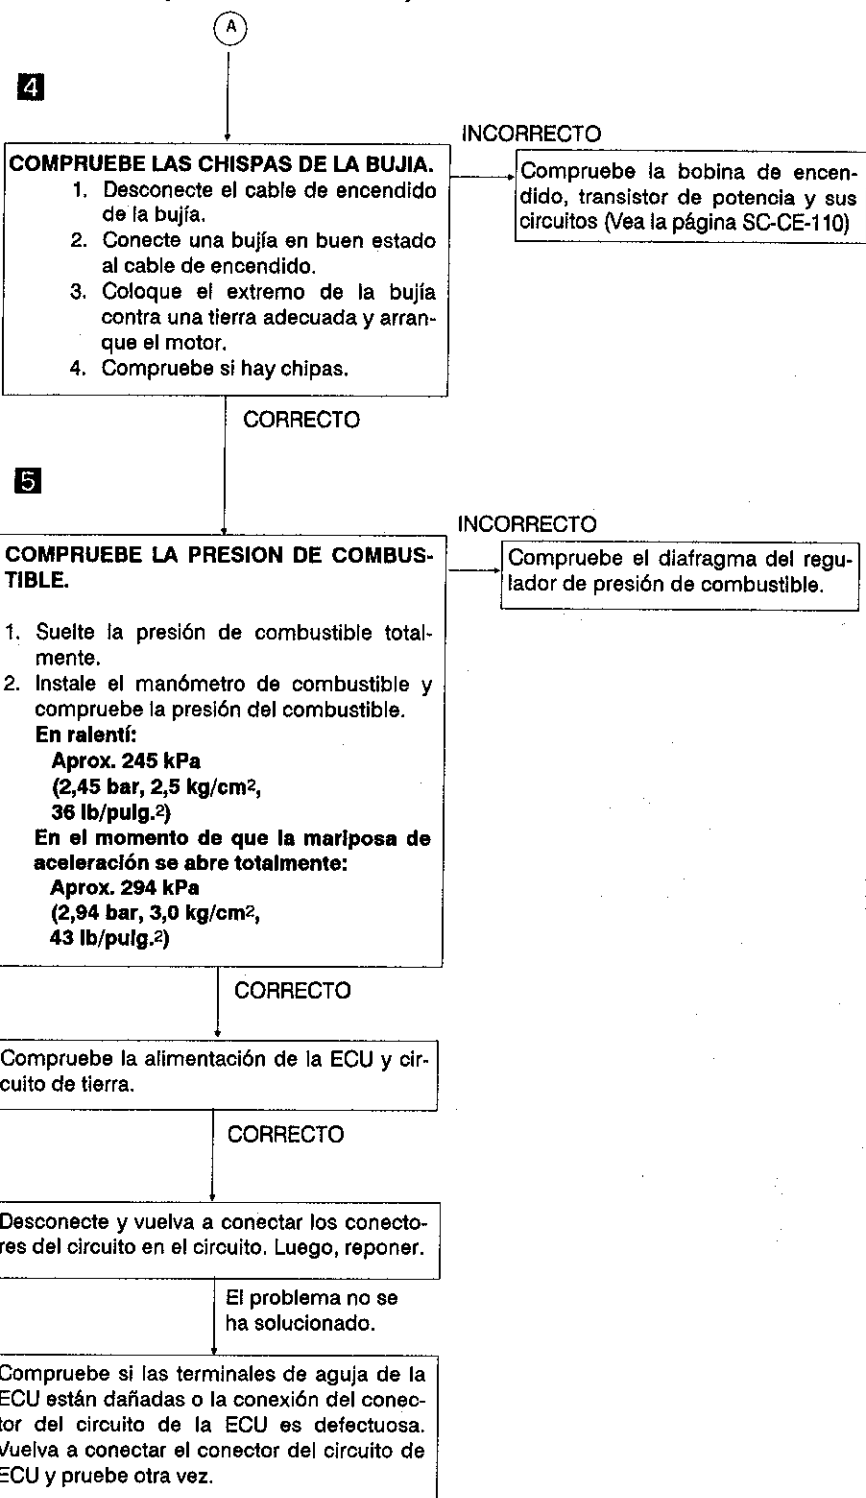 A
4
INCORRECTO
COMPRUEBE LAS CHISPAS DE LA BUJIA.
1. Desconecte el cable de encendido
de la bujía.
2. Conecte una bujía en buen estado
al cable de encendido.
3. Coloque el extremo de la bujía
contra una tierra adecuada y arran-
que el motor.
4. Compruebe si hay chipas.
Compruebe la bobina de encen-
dido, transistor de potencia y sus
circuitos (Vea la página SC-CE-110)
CORRECTO
5
INCORRECTO
COMPRUEBE LA PRESION DE COMBUS-
TIBLE.
1. Suelte la presión de combustible total-
mente.
2. Instale el manómetro de combustible y
compruebe la presión del combustible.
En ralentí:
Aprox. 245 kPa
(2,45 bar, 2,5 kg/cm²,
36 lb/pulg.²)
En el momento de que la mariposa de
aceleración se abre totalmente:
Aprox. 294 kPa
(2,94 bar, 3,0 kg/cm²,
43 lb/pulg.²)
Compruebe el diafragma del regu-
lador de presión de combustible.
CORRECTO
Compruebe la alimentación de la ECU y cir-
cuito de tierra.
CORRECTO
Desconecte y vuelva a conectar los conecto-
res del circuito en el circuito. Luego, reponer.
El problema no se
ha solucionado.
Compruebe si las terminales de aguja de la
ECU están dañadas o la conexión del conec-
tor del circuito de la ECU es defectuosa.
Vuelva a conectar el conector del circuito de
ECU y pruebe otra vez.